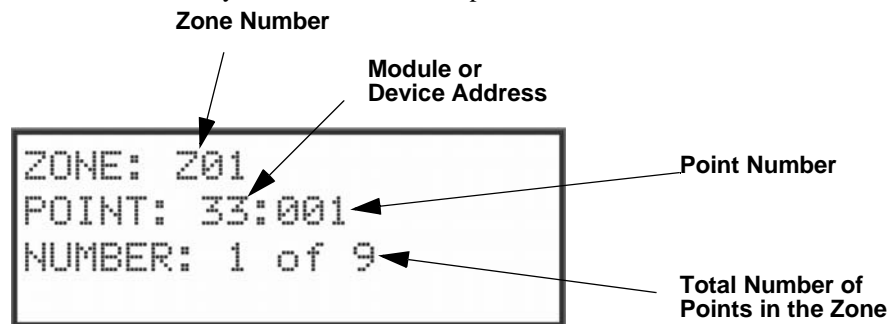 Zone Number
Module or
Device Address
ZONE: Z01
POINT: 33:001
NUMBER: 1 of 9
Point Number
Total Number of
Points in the Zone